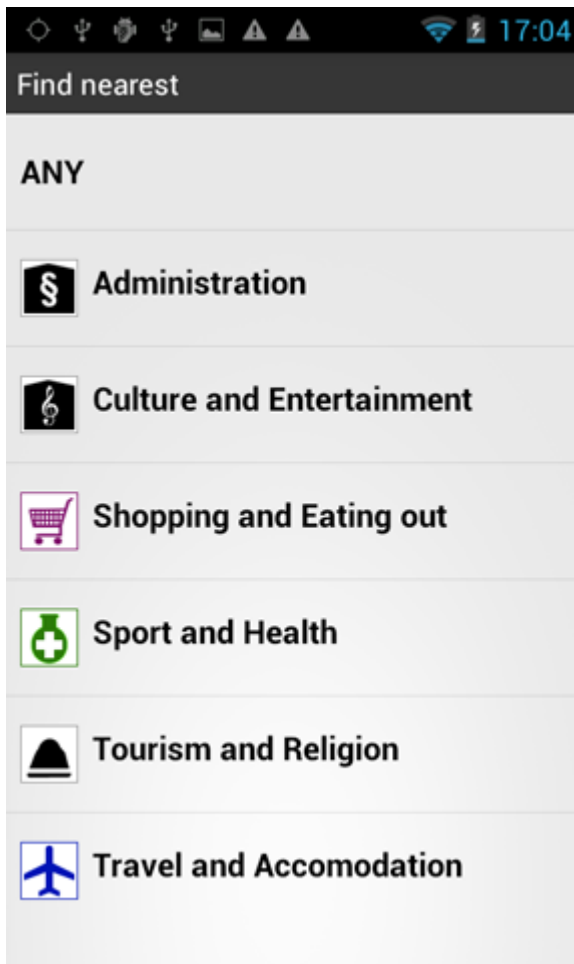 17:04
Find nearest
ANY
§ Administration
Culture and Entertainment
Shopping and Eating out
Sport and Health
Tourism and Religion
Travel and Accomodation